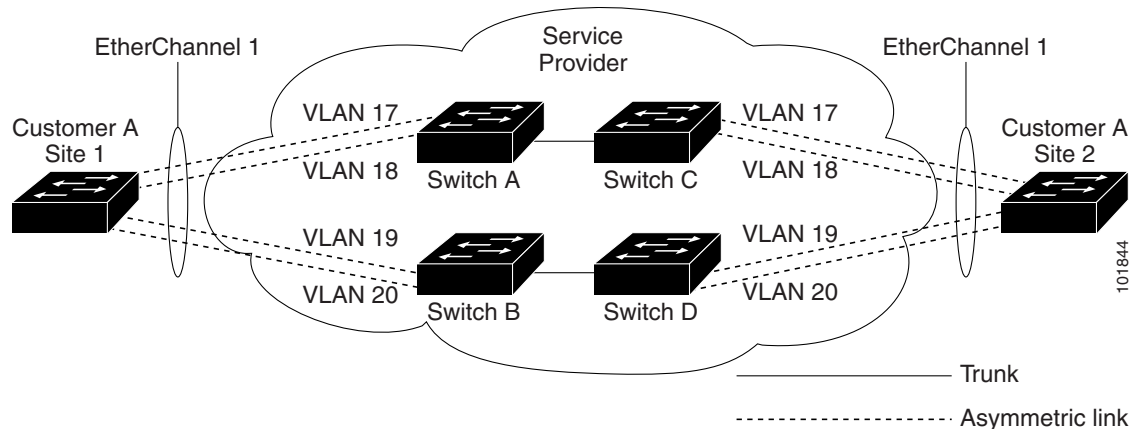 EtherChannel 1
Service
Provider
EtherChannel 1
Customer A
Site 1
VLAN 17
VLAN 18
Switch A
Switch C
VLAN 17
VLAN 18
Customer A
Site 2
VLAN 19
VLAN 20
Switch B
Switch D
VLAN 19
VLAN 20
101844
Trunk
Asymmetric link